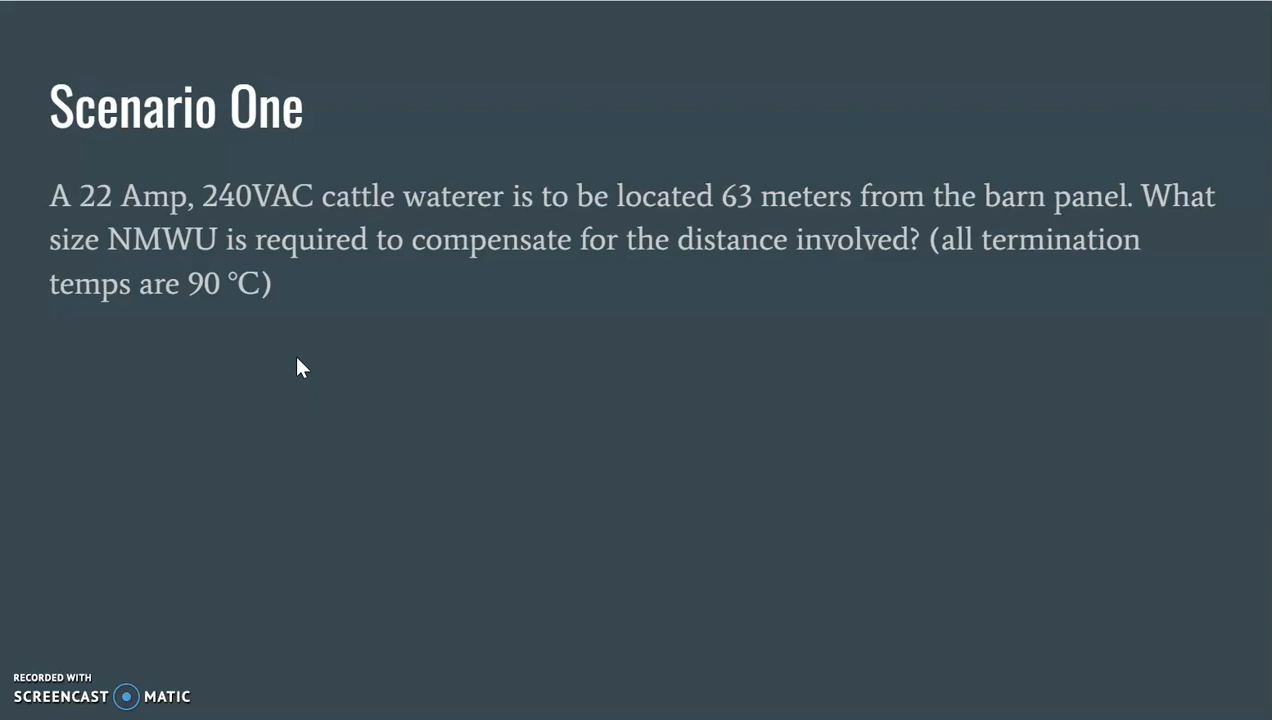 Scenario One
A 22 Amp, 240VAC cattle waterer is to be located 63 meters from the barn panel. What
size NMWU is required to compensate for the distance involved? (all termination
temps are 90 °C)
RECORDED WITH
SCREENCAST MATIC